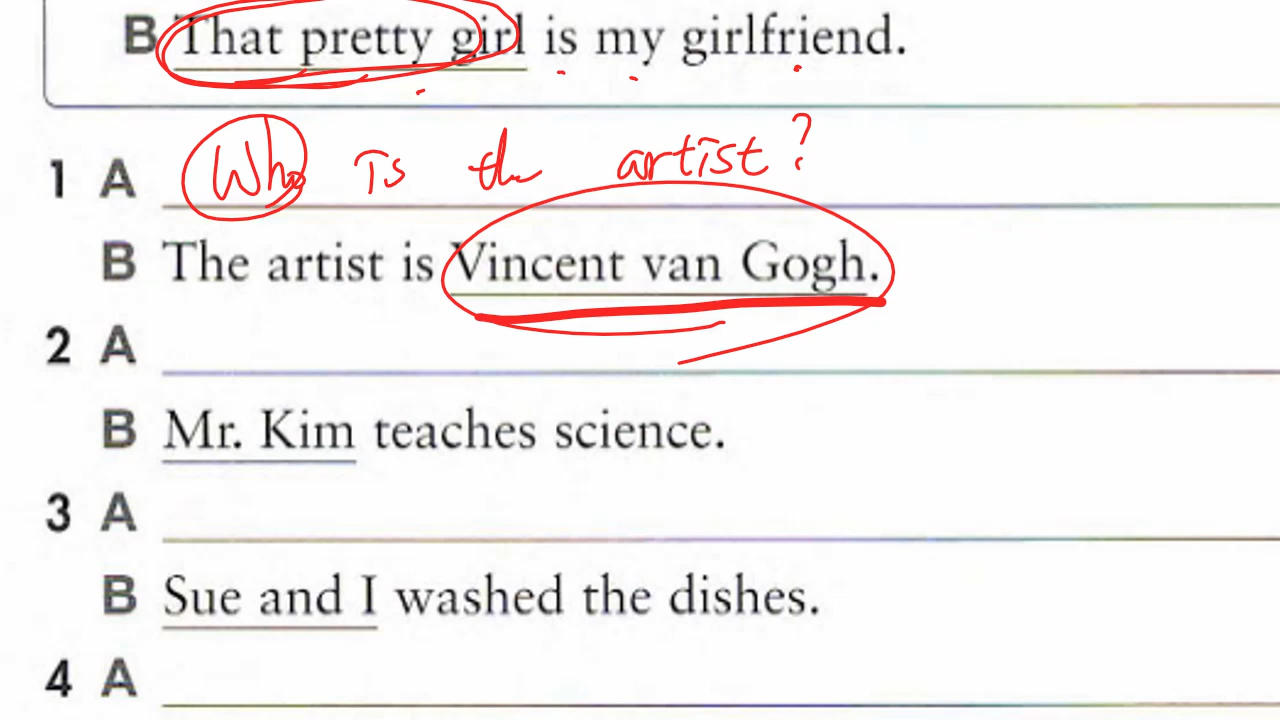 B That pretty girl is my girlfriend.
1 A Who is the artist?
B The artist is Vincent van Gogh.
2 A
B Mr. Kim teaches science.
3 A
B Sue and I washed the dishes.
4 A